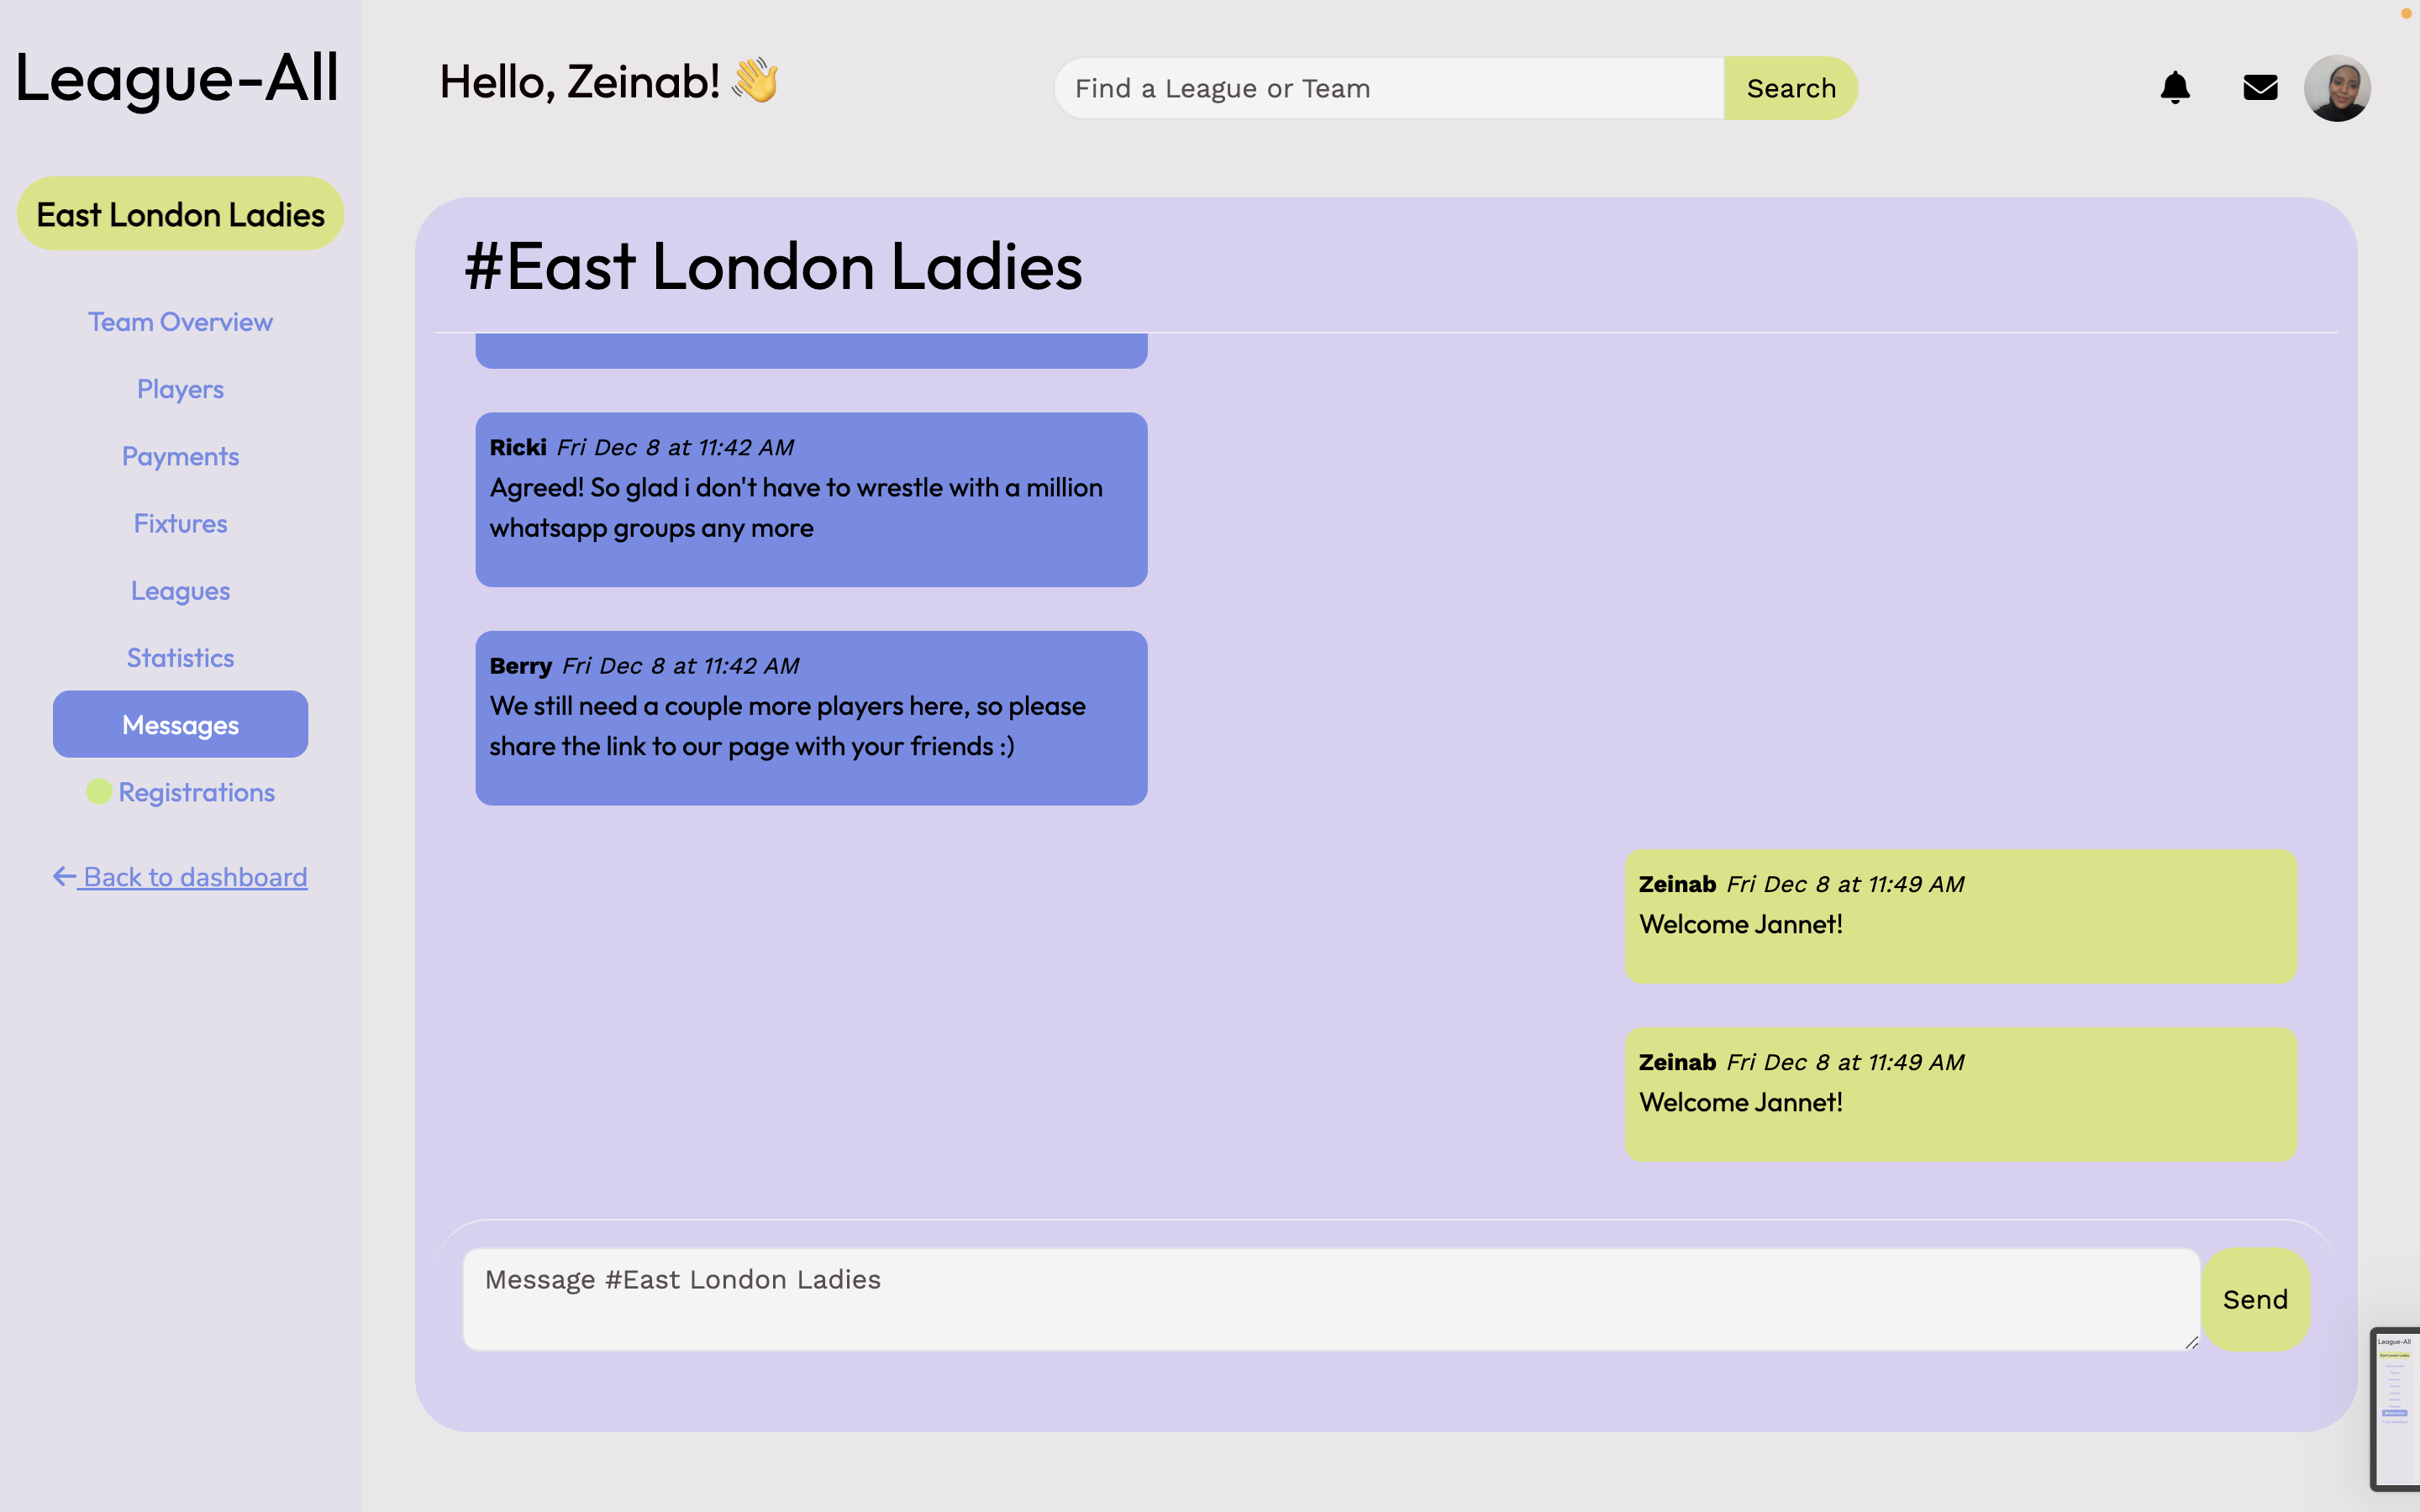 League-All
Hello, Zeinab! 👋
Find a League or Team
Search
East London Ladies
Team Overview
Players
Payments
Fixtures
Leagues
Statistics
Messages
Registrations
Back to dashboard
#East London Ladies
Ricki Fri Dec 8 at 11:42 AM
Agreed! So glad i don't have to wrestle with a million
whatsapp groups any more
Berry Fri Dec 8 at 11:42 AM
We still need a couple more players here, so please
share the link to our page with your friends :)
Zeinab Fri Dec 8 at 11:49 AM
Welcome Jannet!
Zeinab Fri Dec 8 at 11:49 AM
Welcome Jannet!
Message #East London Ladies
Send
League-All
East London Ladies